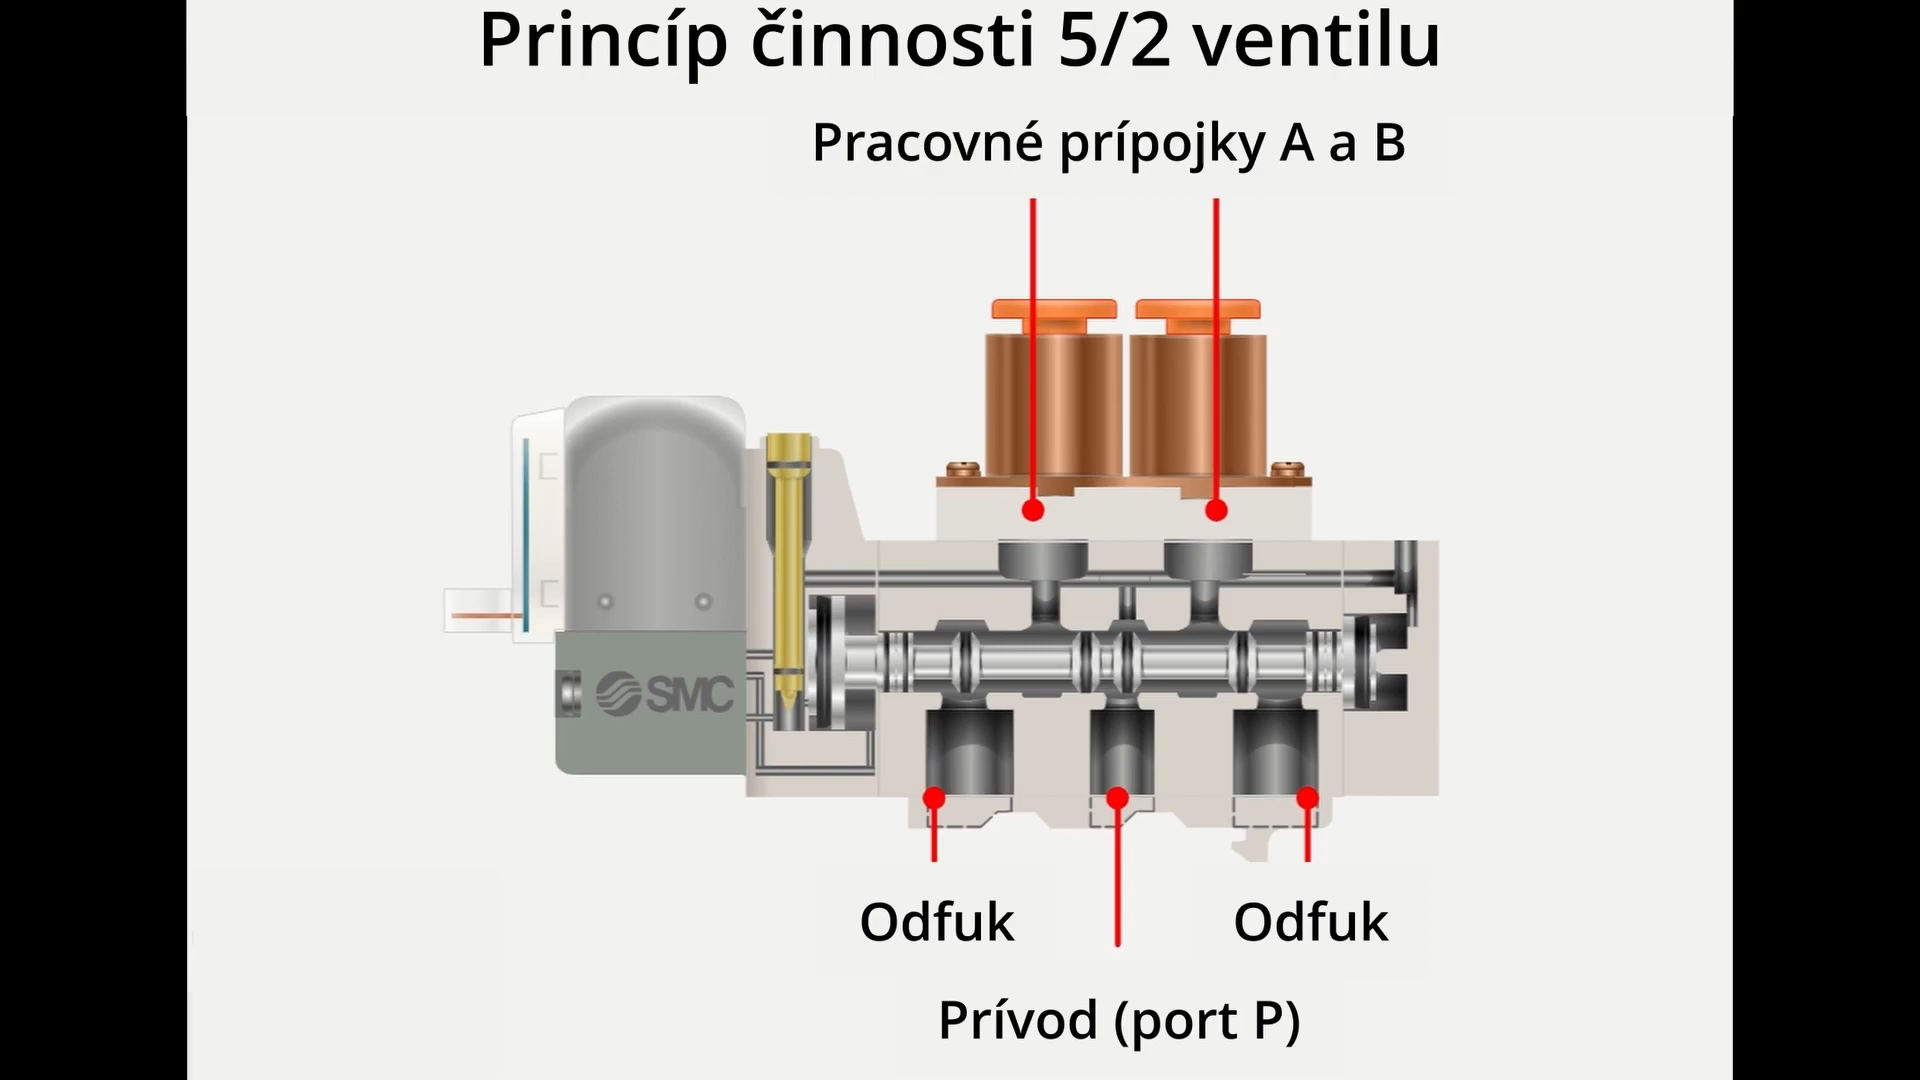 Princíp činnosti 5/2 ventilu
Pracovné prípojky A a B
SMC
Odfuk
Odfuk
Prívod (port P)